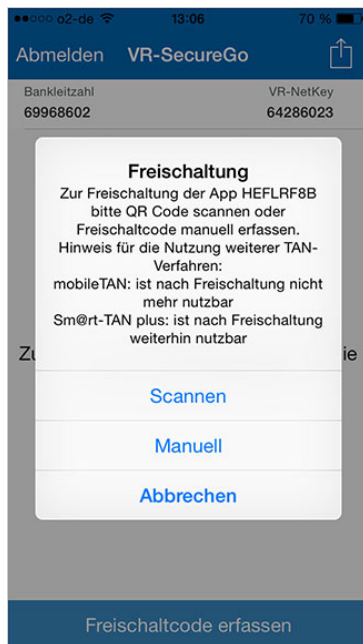 o2-de 13:06 70 %
Abmelden VR-SecureGo
Bankleitzahl VR-NetKey
69968602 64286023
Freischaltung
Zur Freischaltung der App HEFLRF8B
bitte QR Code scannen oder
Freischaltcode manuell erfassen.
Hinweis für die Nutzung weiterer TAN-
Verfahren:
mobileTAN: ist nach Freischaltung nicht
mehr nutzbar
Sm@rt-TAN plus: ist nach Freischaltung
weiterhin nutzbar
Scannen
Manuell
Abbrechen
Freischaltcode erfassen